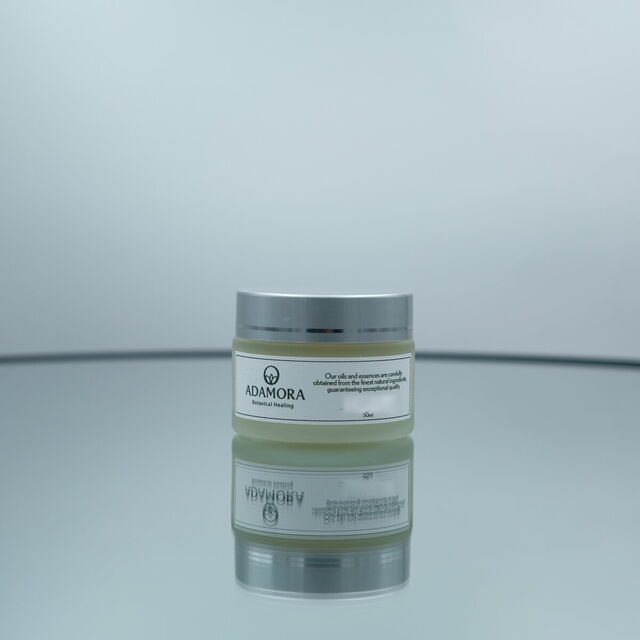 ADAMORA
Botanical Healing
Our oils and essences are carefully
obtained from the finest natural ingredients,
guaranteeing exceptional quality
50ml